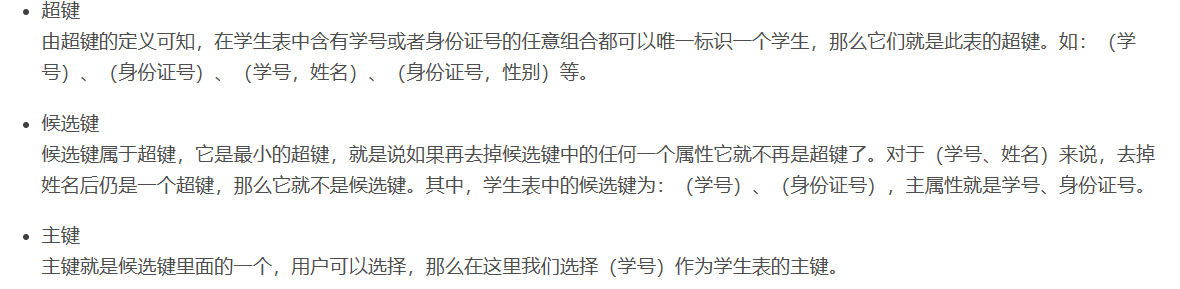 • 超键
由超键的定义可知，在学生表中含有学号或者身份证号的任意组合都可以唯一标识一个学生，那么它们就是此表的超键。如：（学
号）、（身份证号）、（学号，姓名）、（身份证号，性别）等。
• 候选键
候选键属于超键，它是最小的超键，就是说如果再去掉候选键中的任何一个属性它就不再是超键了。对于（学号、姓名）来说，去掉
姓名后仍是一个超键，那么它就不是候选键。其中，学生表中的候选键为：（学号）、（身份证号），主属性就是学号、身份证号。
• 主键
主键就是候选键里面的一个，用户可以选择，那么在这里我们选择（学号）作为学生表的主键。